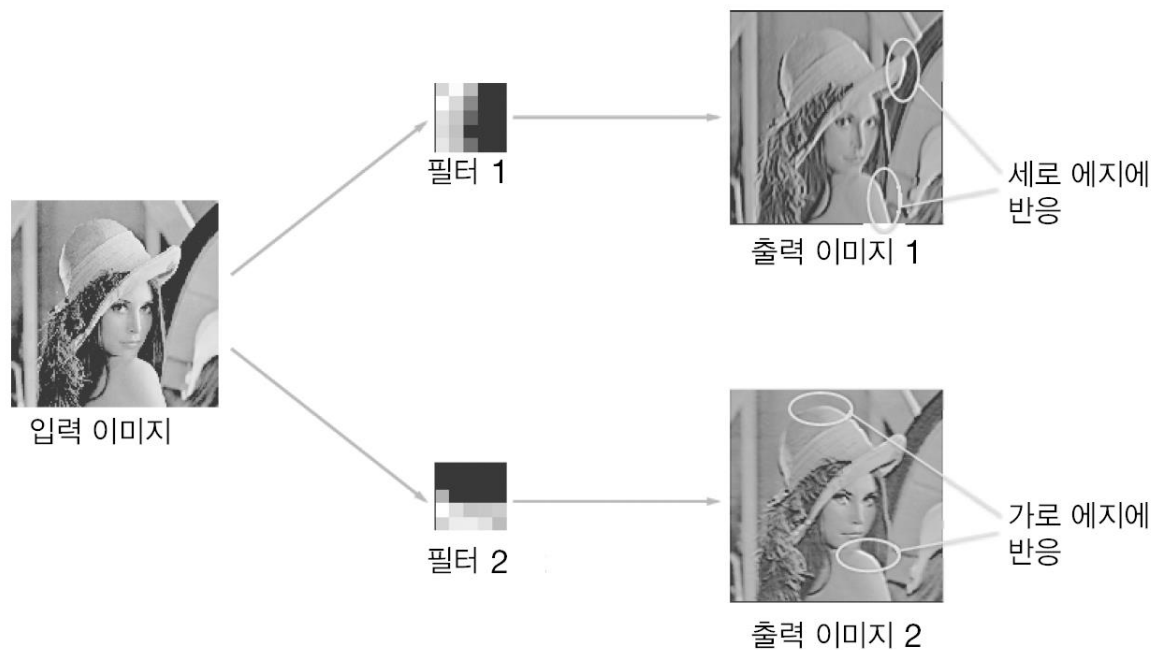 필터 1
세로 에지에
반응
출력 이미지 1
입력 이미지
필터 2
가로 에지에
반응
출력 이미지 2